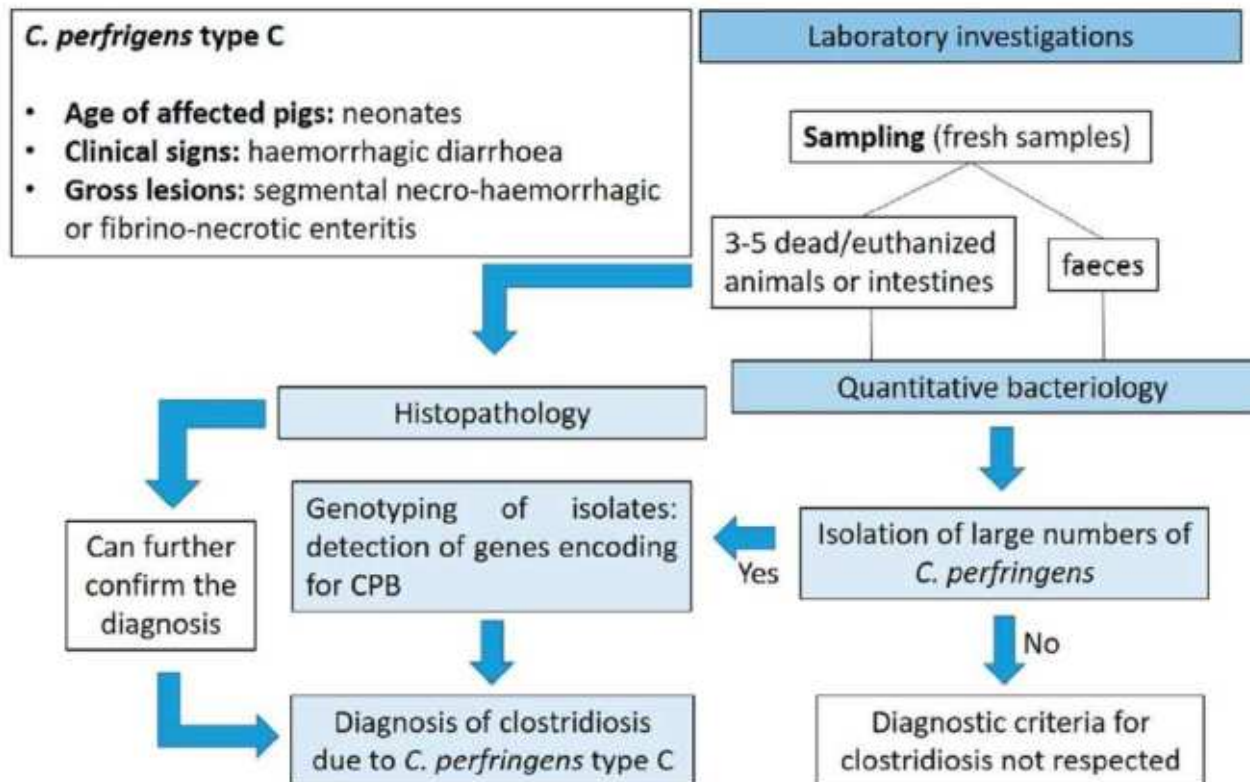 C. perfrigens type C
• Age of affected pigs: neonates
• Clinical signs: haemorrhagic diarrhoea
• Gross lesions: segmental necro-haemorrhagic
or fibrino-necrotic enteritis
Laboratory investigations
Sampling (fresh samples)
3-5 dead/euthanized
animals or intestines
faeces
Quantitative bacteriology
Histopathology
Can further
confirm the
diagnosis
Genotyping of isolates:
detection of genes encoding
for CPB
Yes
Isolation of large numbers of
C. perfringens
No
Diagnosis of clostridiosis
due to C. perfringens type C
Diagnostic criteria for
clostridiosis not respected